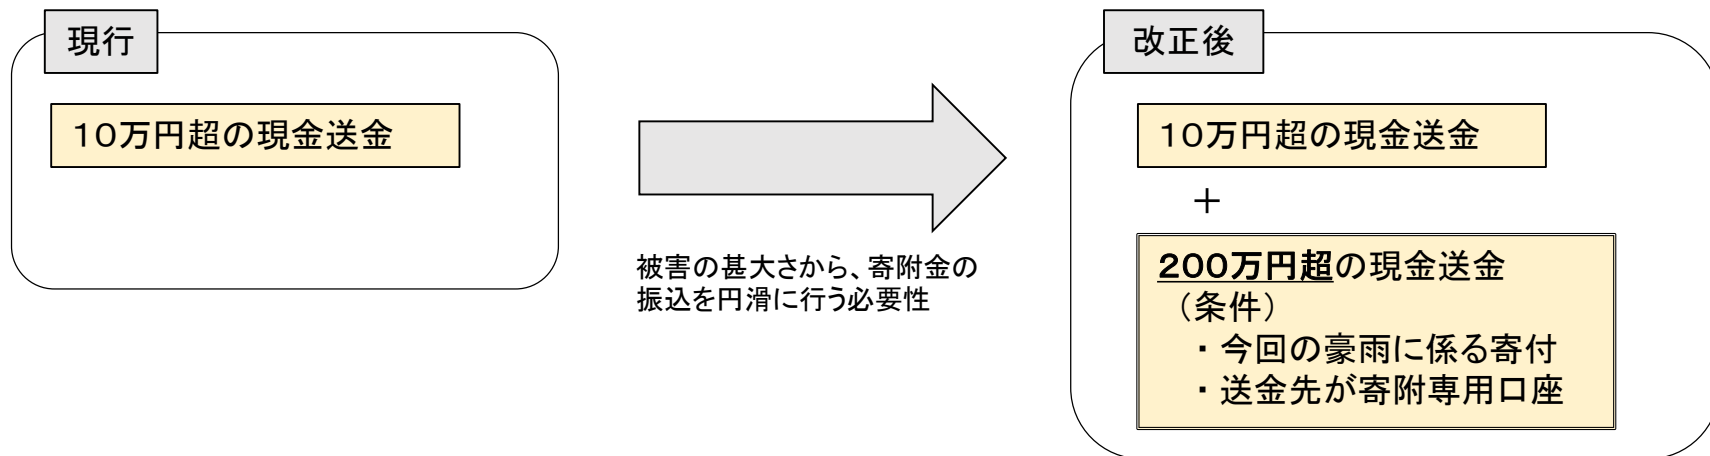 現行
10万円超の現金送金
被害の甚大さから、寄附金の
振込を円滑に行う必要性
改正後
10万円超の現金送金
+
200万円超の現金送金
（条件）
・今回の豪雨に係る寄付
・送金先が寄附専用口座